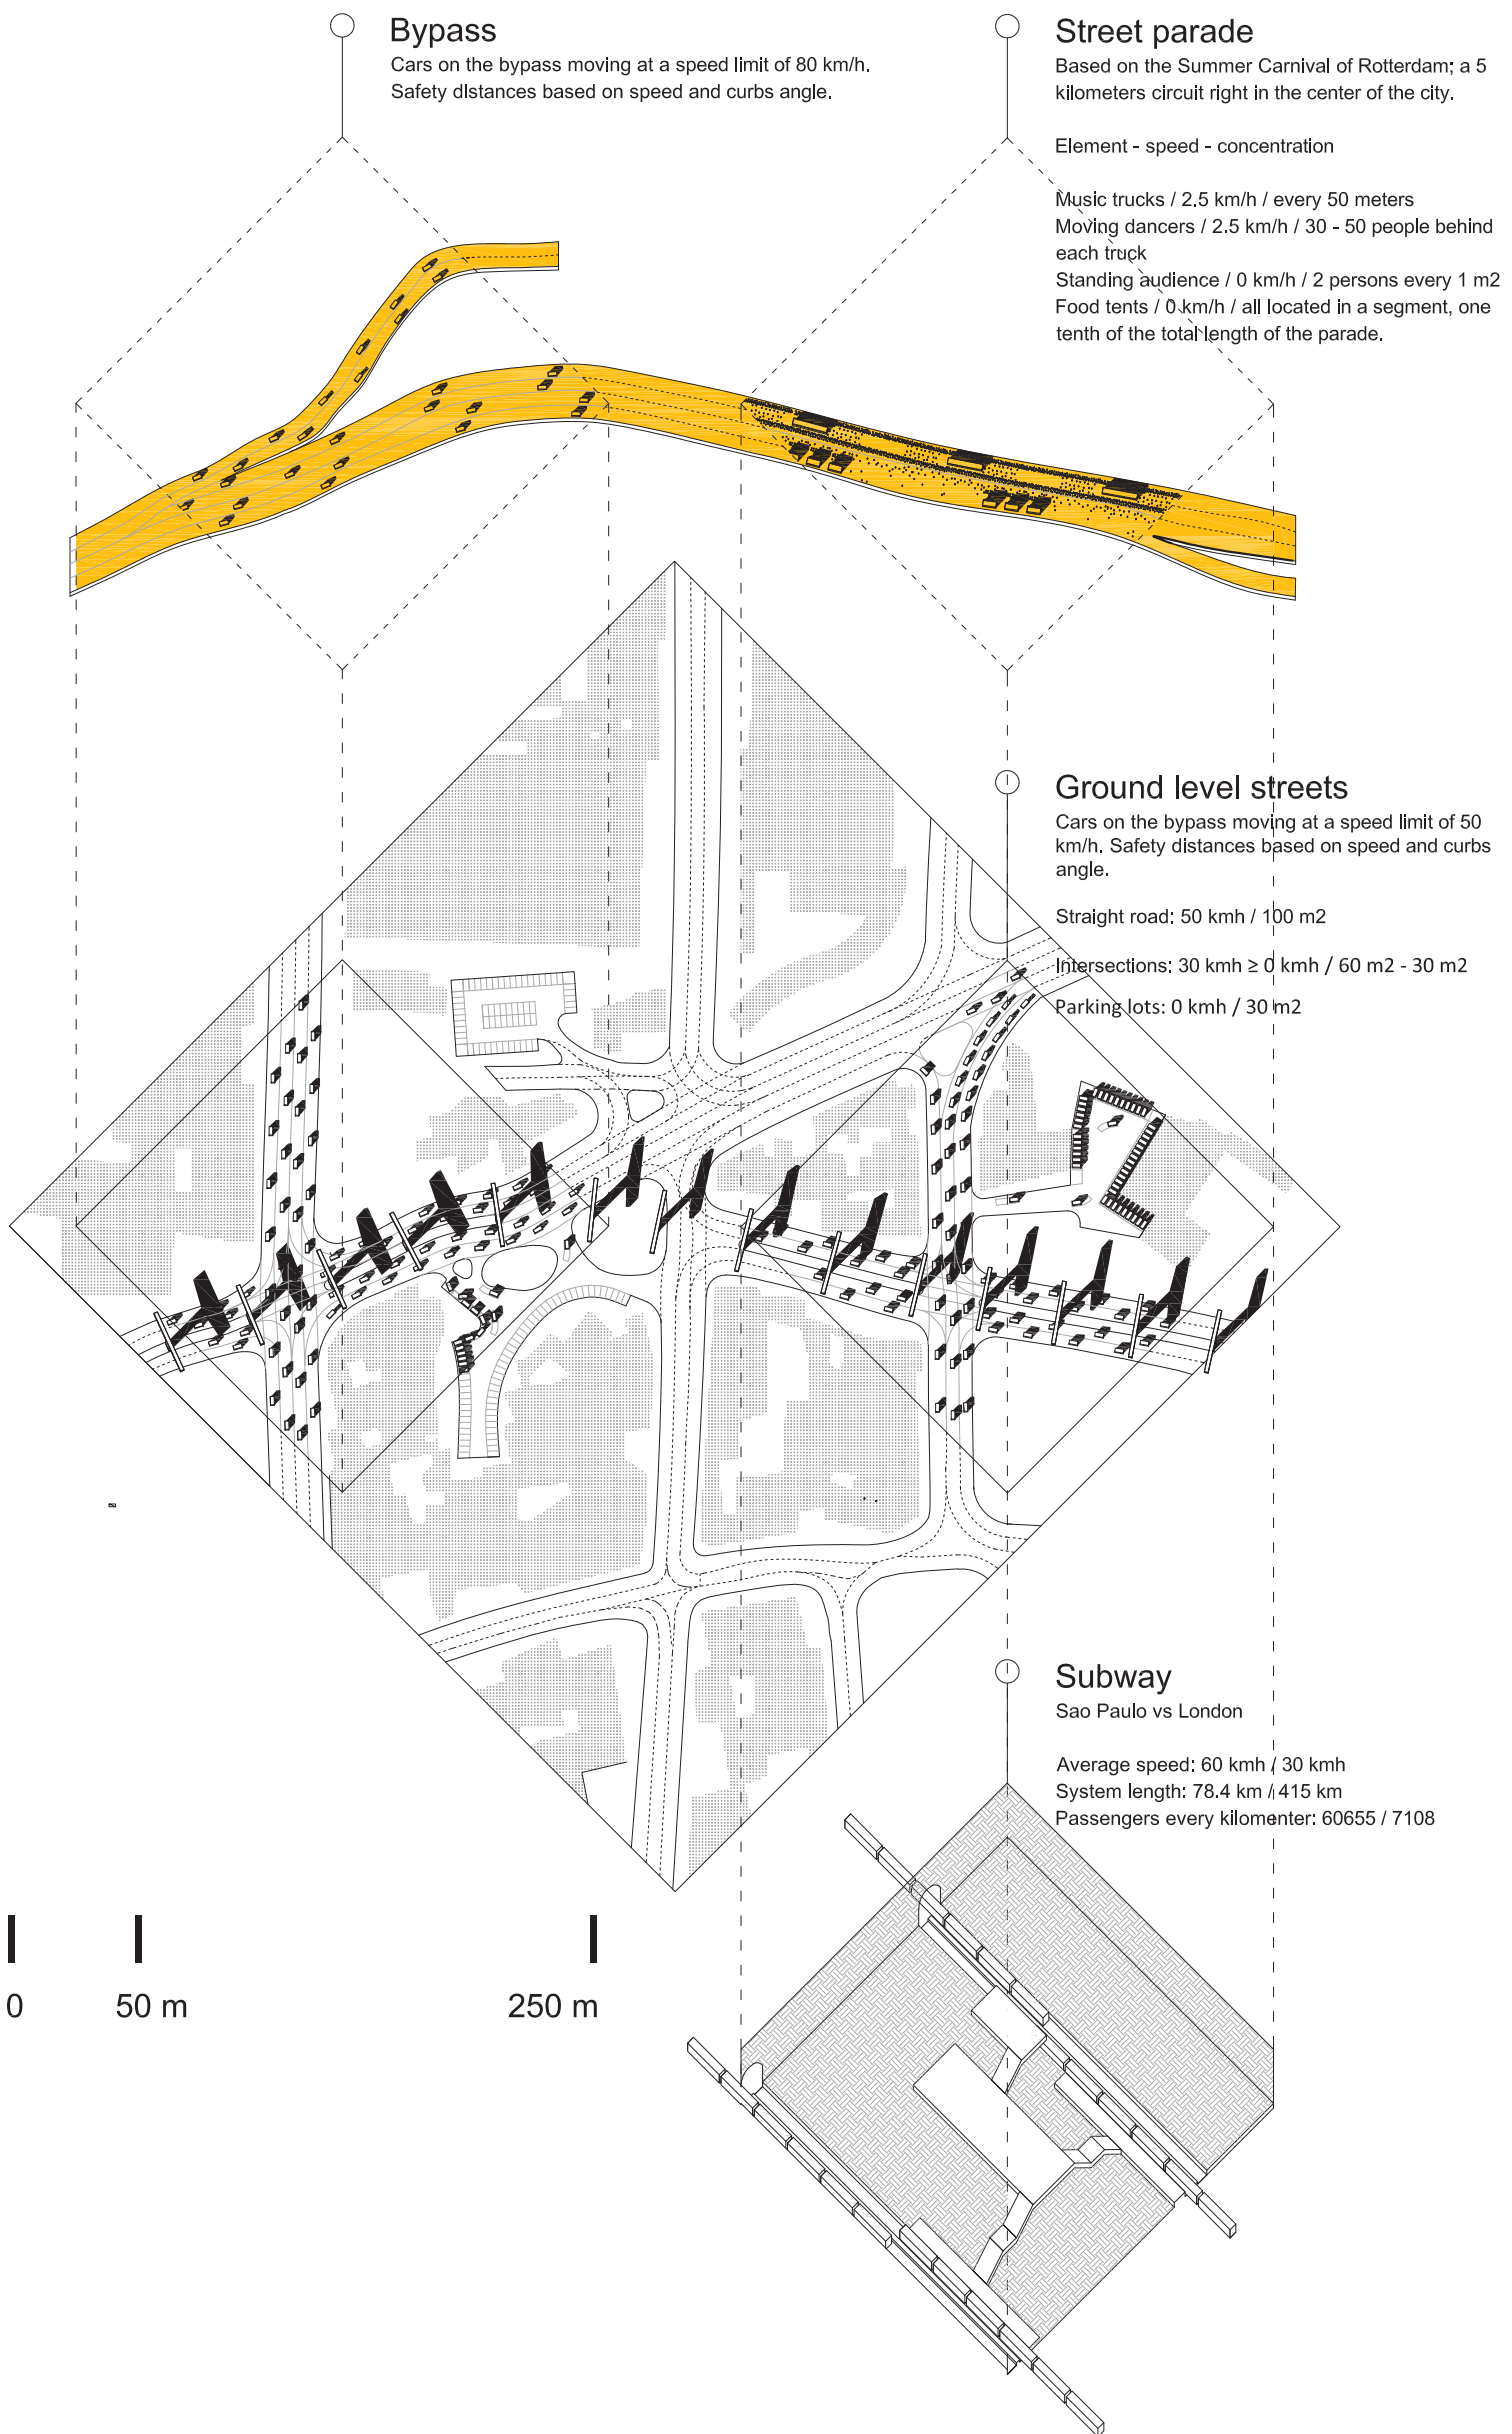 Bypass
Cars on the bypass moving at a speed limit of 80 km/h.
Safety distances based on speed and curbs angle.
Street parade
Based on the Summer Carnival of Rotterdam; a 5
kilometers circuit right in the center of the city.
Element - speed - concentration
Music trucks / 2.5 km/h / every 50 meters
Moving dancers / 2.5 km/h / 30 - 50 people behind
each truck
Standing audience / 0 km/h / 2 persons every 1 m2
Food tents / 0 km/h / all located in a segment, one
tenth of the total length of the parade.
Ground level streets
Cars on the bypass moving at a speed limit of 50
km/h. Safety distances based on speed and curbs
angle.
Straight road: 50 kmh / 100 m2
Intersections: 30 kmh ≥ 0 kmh / 60 m2 - 30 m2
Parking lots: 0 kmh / 30 m2
Subway
Sao Paulo vs London
Average speed: 60 kmh / 30 kmh
System length: 78.4 km / 415 km
Passengers every kilomenter: 60655 / 7108
0
50 m
250 m